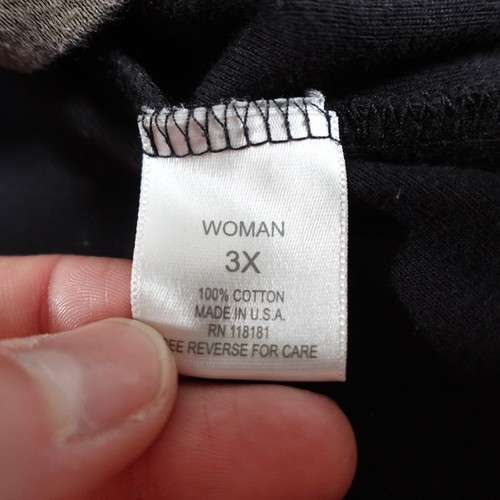 WOMAN
3X
100% COTTON
MADE IN U.S.A.
RN 118181
EE REVERSE FOR CARE